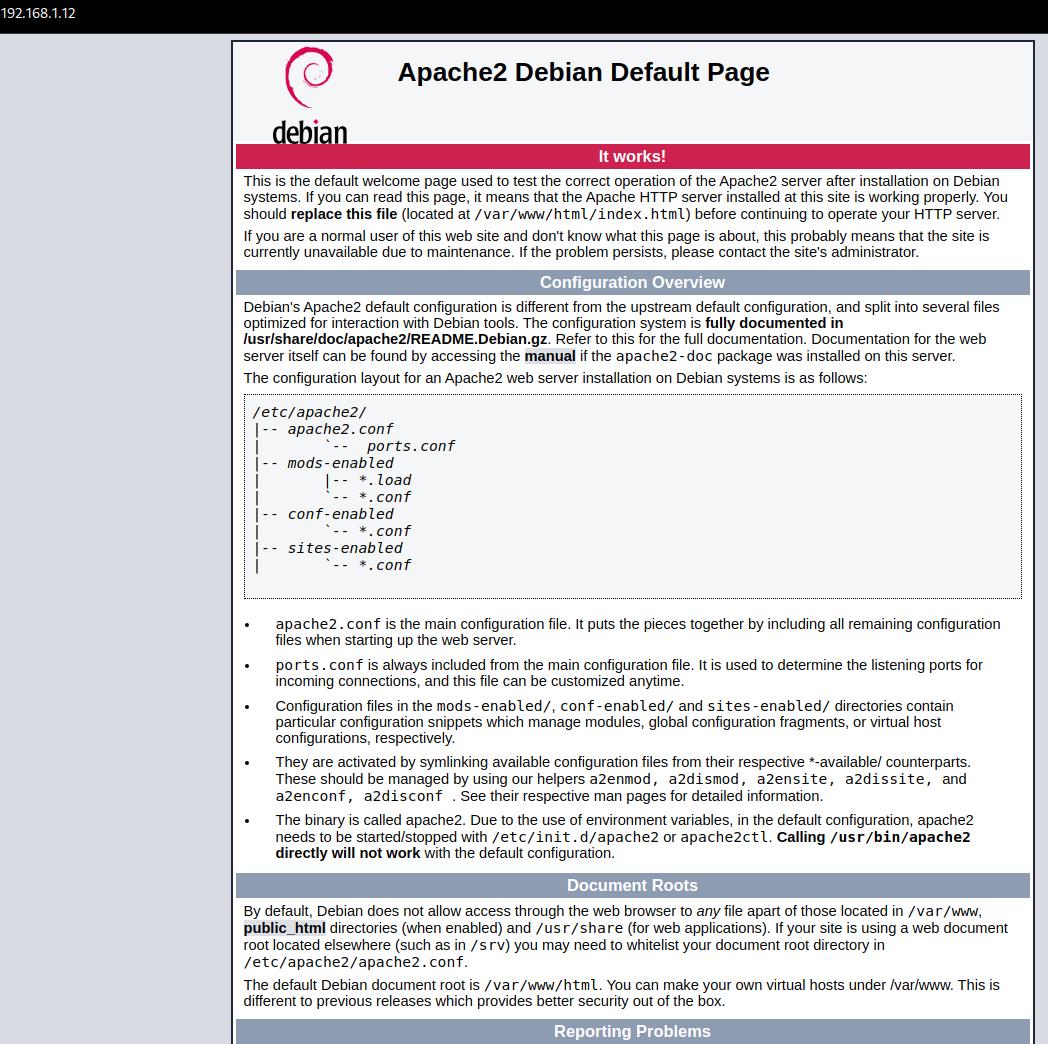 192.168.1.12
debian
Apache2 Debian Default Page
It works!
This is the default welcome page used to test the correct operation of the Apache2 server after installation on Debian
systems. If you can read this page, it means that the Apache HTTP server installed at this site is working properly. You
should replace this file (located at /var/www/html/index.html) before continuing to operate your HTTP server.
If you are a normal user of this web site and don't know what this page is about, this probably means that the site is
currently unavailable due to maintenance. If the problem persists, please contact the site's administrator.
Configuration Overview
Debian's Apache2 default configuration is different from the upstream default configuration, and split into several files
optimized for interaction with Debian tools. The configuration system is fully documented in
/usr/share/doc/apache2/README.Debian.gz. Refer to this for the full documentation. Documentation for the web
server itself can be found by accessing the manual if the apache2-doc package was installed on this server.
The configuration layout for an Apache2 web server installation on Debian systems is as follows:
/etc/apache2/
|-- apache2.conf
|       `--  ports.conf
|-- mods-enabled
|       |-- *.load
|       `-- *.conf
|-- conf-enabled
|       `-- *.conf
|-- sites-enabled
|       `-- *.conf
• apache2.conf is the main configuration file. It puts the pieces together by including all remaining configuration
files when starting up the web server.
• ports.conf is always included from the main configuration file. It is used to determine the listening ports for
incoming connections, and this file can be customized anytime.
• Configuration files in the mods-enabled/, conf-enabled/ and sites-enabled/ directories contain
particular configuration snippets which manage modules, global configuration fragments, or virtual host
configurations, respectively.
• They are activated by symlinking available configuration files from their respective *-available/ counterparts.
These should be managed by using our helpers a2enmod, a2dismod, a2ensite, a2dissite, and
a2enconf, a2disconf . See their respective man pages for detailed information.
• The binary is called apache2. Due to the use of environment variables, in the default configuration, apache2
needs to be started/stopped with /etc/init.d/apache2 or apache2ctl. Calling /usr/bin/apache2
directly will not work with the default configuration.
Document Roots
By default, Debian does not allow access through the web browser to any file apart of those located in /var/www,
public_html directories (when enabled) and /usr/share (for web applications). If your site is using a web document
root located elsewhere (such as in /srv) you may need to whitelist your document root directory in
/etc/apache2/apache2.conf.
The default Debian document root is /var/www/html. You can make your own virtual hosts under /var/www. This is
different to previous releases which provides better security out of the box.
Reporting Problems